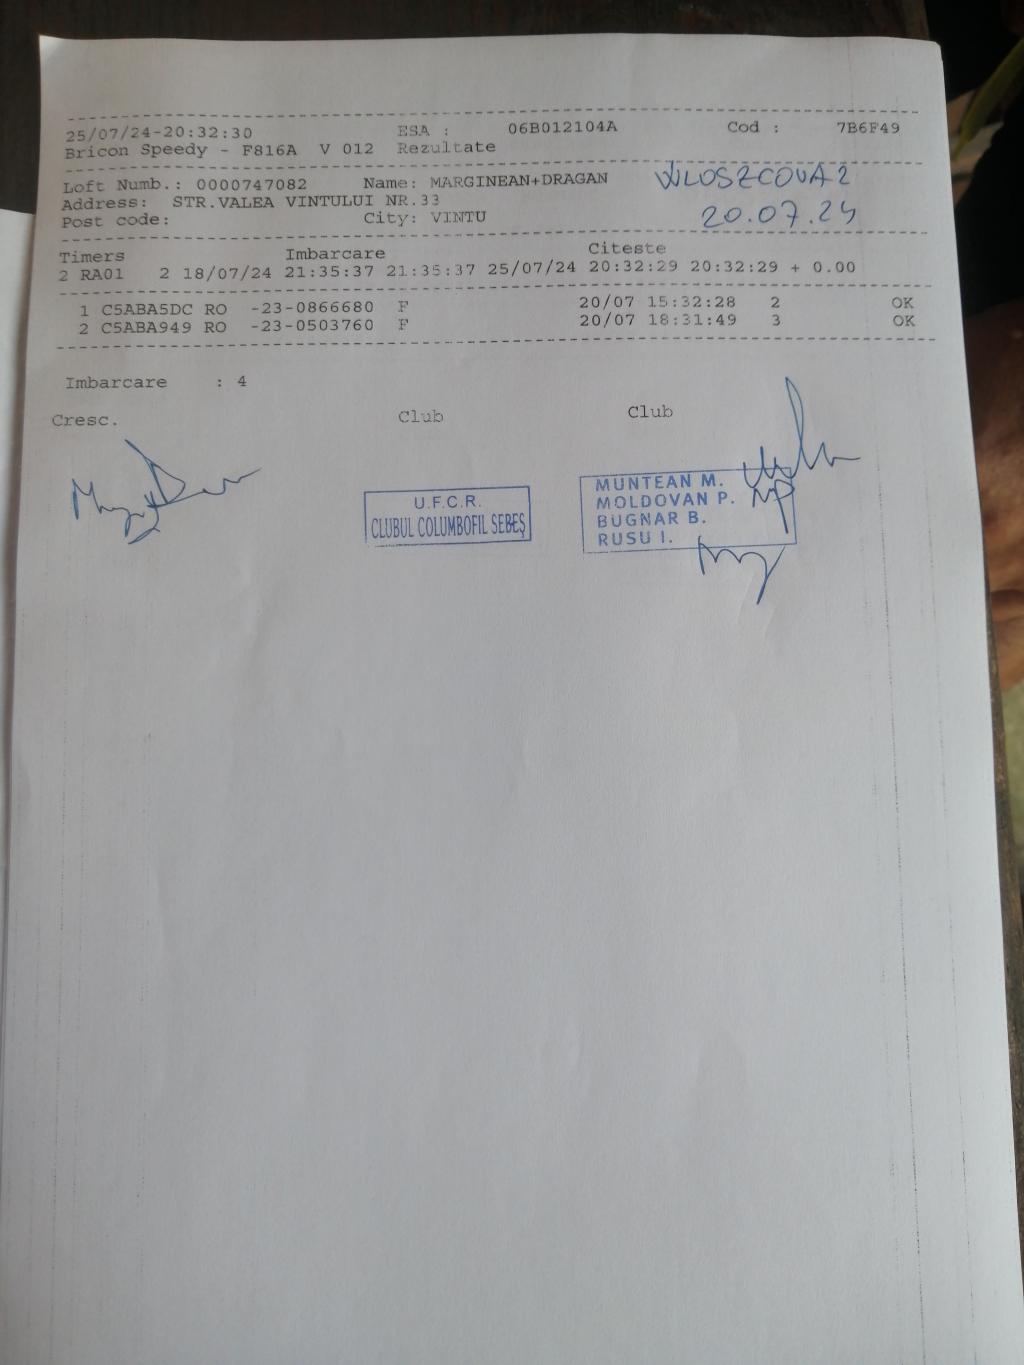 25/07/24-20:32:30 ESA : 06B012104A Cod : 7B6F49
Bricon Speedy - F816A V 012 Rezultate
Loft Numb.: 0000747082 Name: MARGINEAN+DRAGAN
WLOSZCOVA 2
Address: STR.VALEA VINTULUI NR.33
Post code: City: VINTU
20.07.24
Timers Imbarcare Citeste
2 RA01 2 18/07/24 21:35:37 21:35:37 25/07/24 20:32:29 20:32:29 + 0.00
1 C5ABA5DC RO -23-0866680 F 20/07 15:32:28 2 OK
2 C5ABA949 RO -23-0503760 F 20/07 18:31:49 3 OK
Imbarcare : 4
Cresc. Club Club
U.F.C.R.
CLUBUL COLUMBOFIL SEBEȘ
MUNTEAN M.
MOLDOVAN P.
BUGNAR B.
RUSU I.